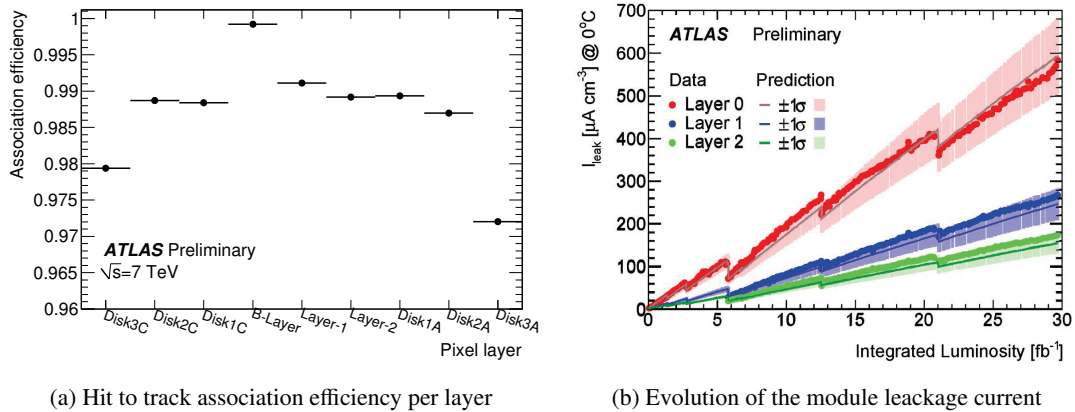 Association efficiency
1
0.995
0.99
0.985
0.98
0.975
0.97
0.965
0.96
ATLAS Preliminary
√s=7 TeV
Disk3C
Disk2C
Disk1C
B-Layer
Layer-1
Layer-2
Disk1A
Disk2A
Disk3A
Pixel layer
(a) Hit to track association efficiency per layer
I_leak [μA cm⁻³] @ 0°C
700
600
500
400
300
200
100
0
ATLAS Preliminary
Data Prediction
Layer 0 ±1σ
Layer 1 ±1σ
Layer 2 ±1σ
0 5 10 15 20 25 30
Integrated Luminosity [fb⁻¹]
(b) Evolution of the module leackage current